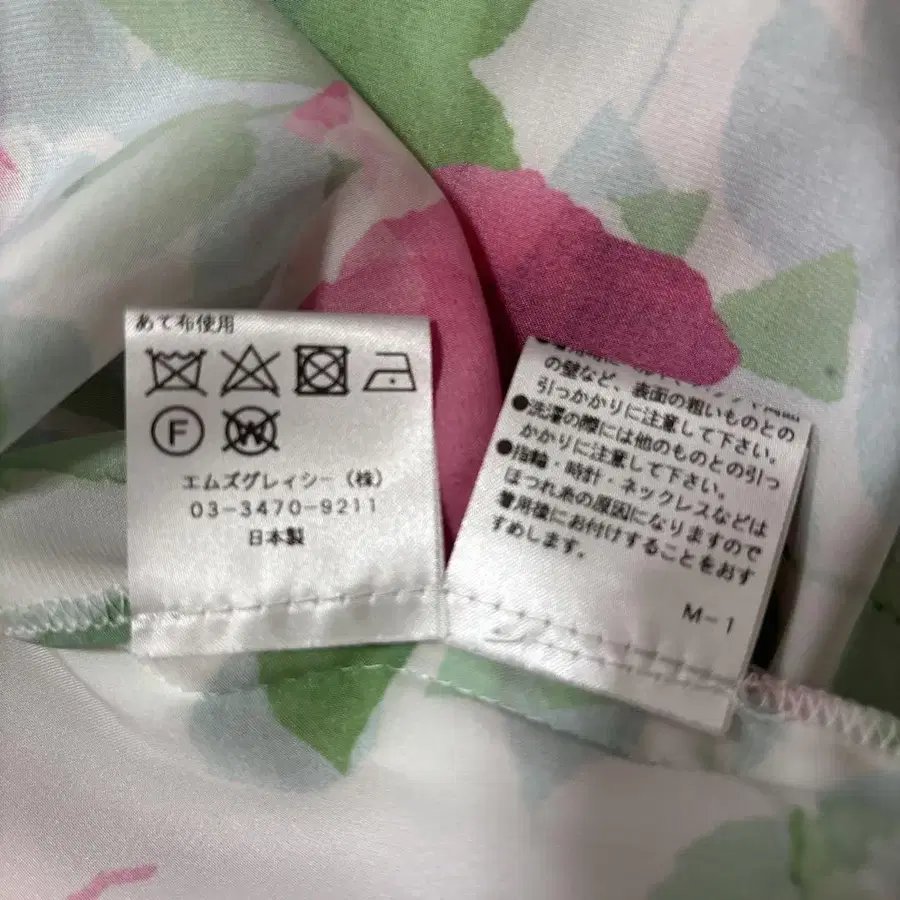 あて布使用
F
W
エムズグレィシー（株）
03-3470-9211
日本製
の壁など、表面の粗いものとの
引っかかりに注意して下さい。
●洗濯の際には他のものとの引っ
かかりに注意して下さい。
●指輪・時計・ネックレスなどは
ほつれ糸の原因になりますので
着用後にお付けすることをおす
すめします。
M-1